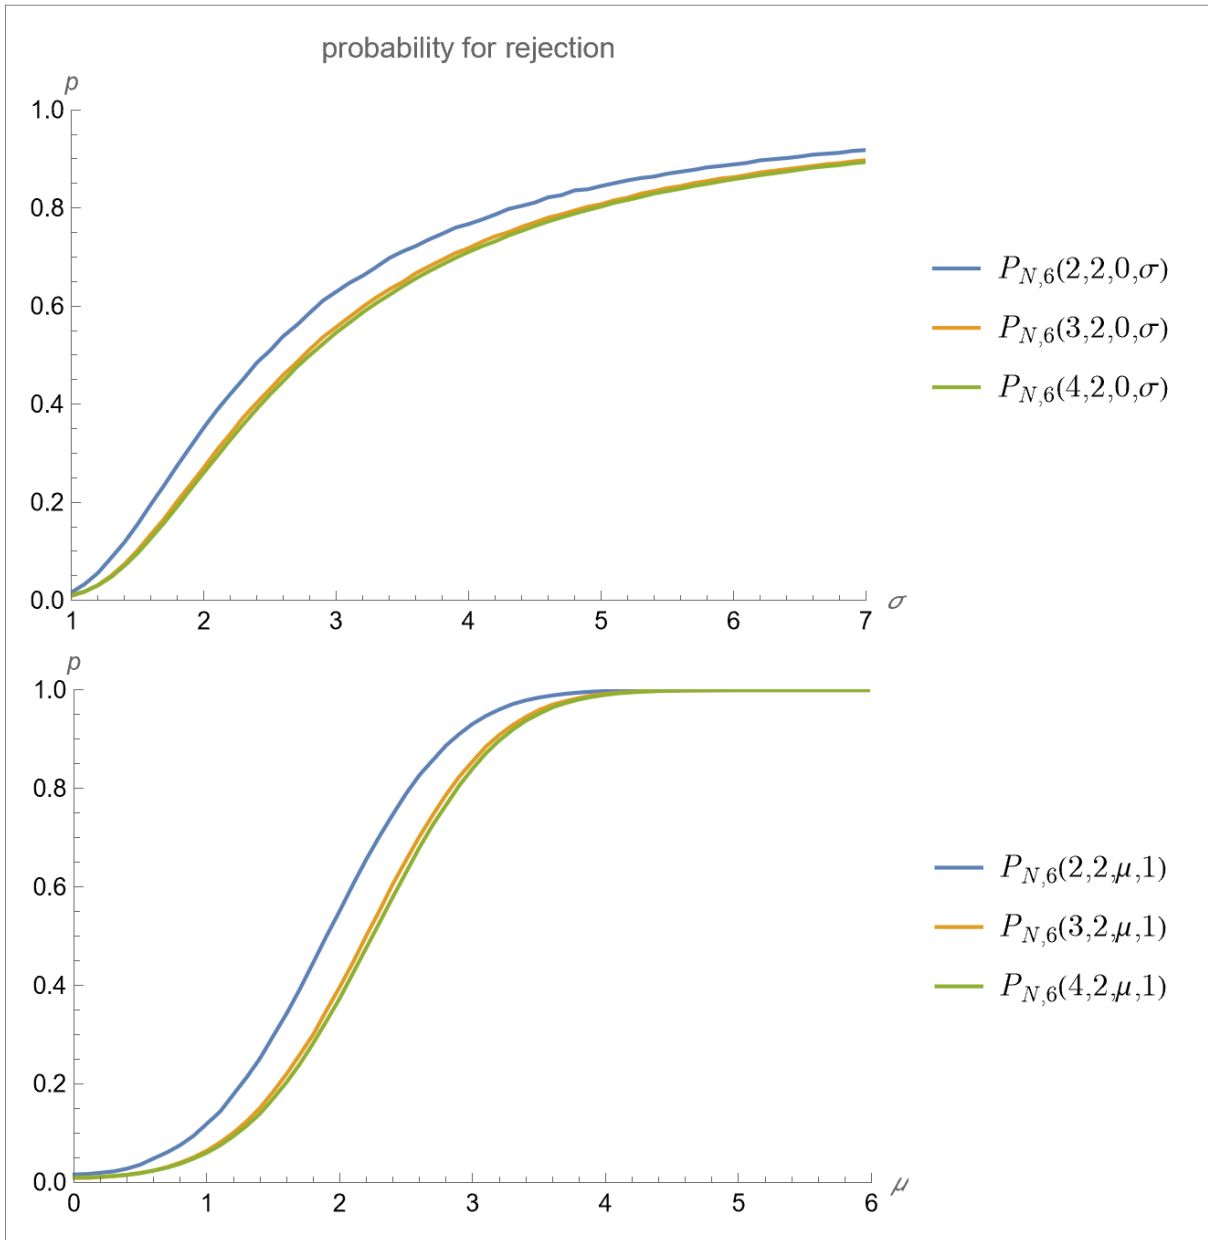 probability for rejection
p
1.0
0.8
0.6
0.4
0.2
0.0
1 2 3 4 5 6 7 σ
P_{N,6}(2,2,0,σ)
P_{N,6}(3,2,0,σ)
P_{N,6}(4,2,0,σ)
p
1.0
0.8
0.6
0.4
0.2
0.0
0 1 2 3 4 5 6 μ
P_{N,6}(2,2,μ,1)
P_{N,6}(3,2,μ,1)
P_{N,6}(4,2,μ,1)